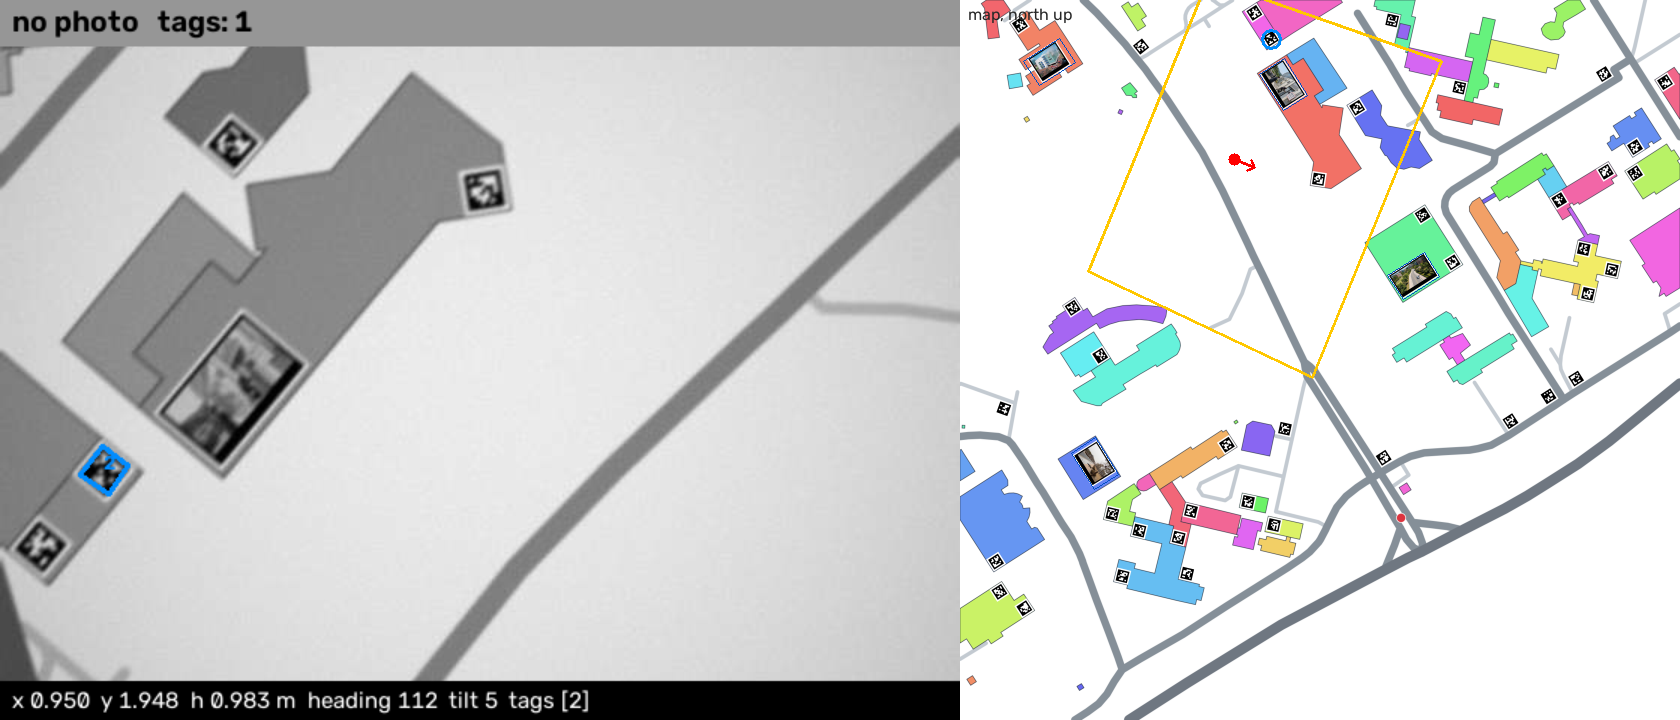 no photo tags: 1
map, north up
x 0.950 y 1.948 h 0.983 m heading 112 tilt 5 tags [2]